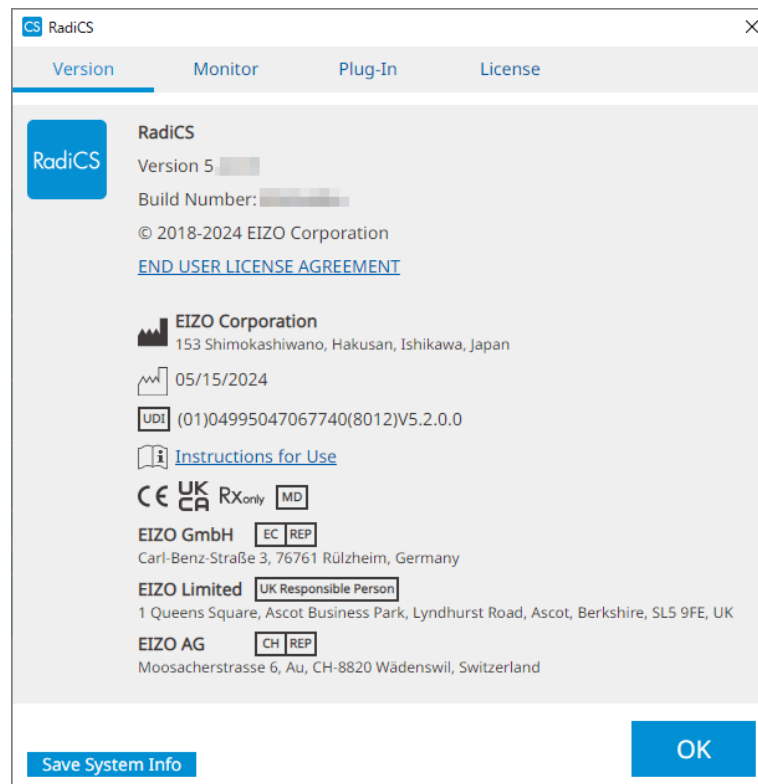 CS RadiCS
Version Monitor Plug-In License
RadiCS
RadiCS
Version 5
Build Number:
© 2018-2024 EIZO Corporation
END USER LICENSE AGREEMENT
EIZO Corporation
153 Shimokashiwano, Hakusan, Ishikawa, Japan
05/15/2024
UDI (01)04995047067740(8012)V5.2.0.0
Instructions for Use
CE UK CA Rx only MD
EIZO GmbH EC REP
Carl-Benz-Straße 3, 76761 Rülzheim, Germany
EIZO Limited UK Responsible Person
1 Queens Square, Ascot Business Park, Lyndhurst Road, Ascot, Berkshire, SL5 9FE, UK
EIZO AG CH REP
Moosacherstrasse 6, Au, CH-8820 Wädenswil, Switzerland
Save System Info
OK